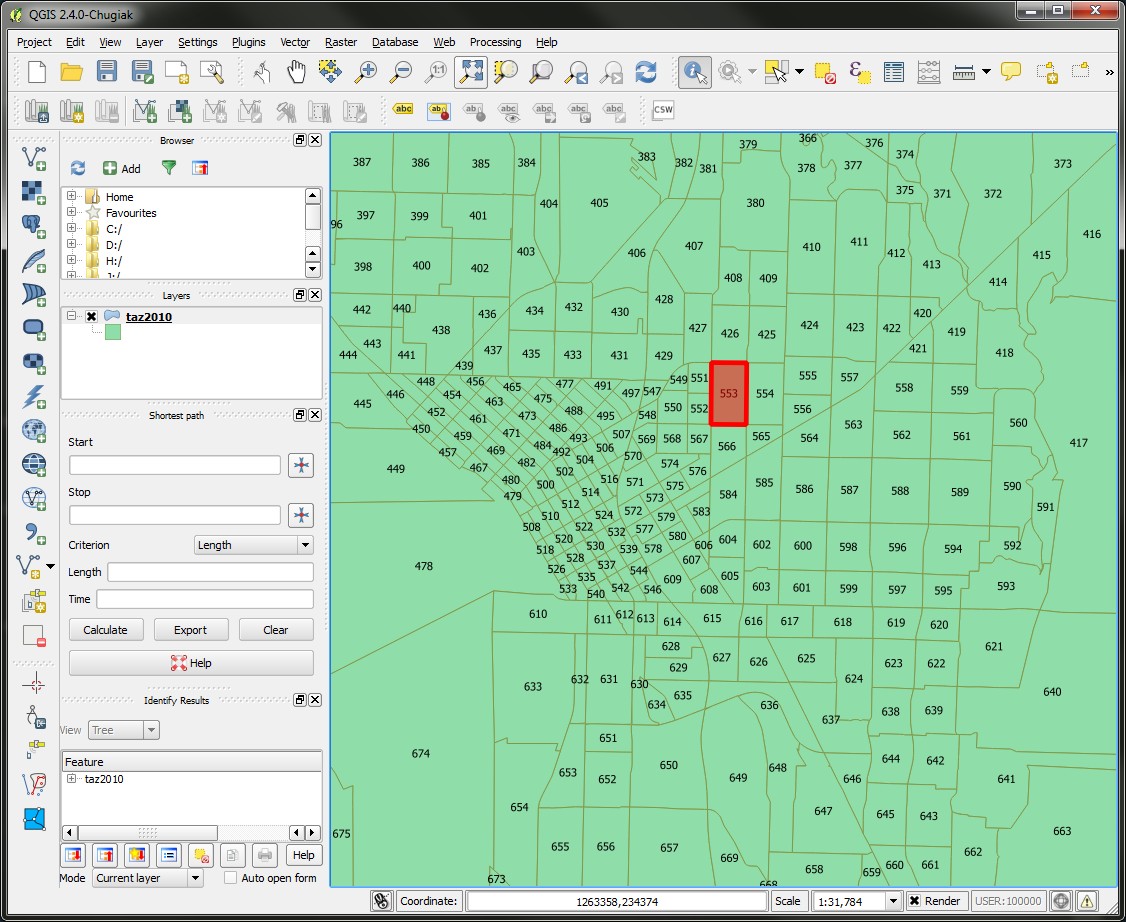 QGIS 2.4.0-Chugiak
Project Edit View Layer Settings Plugins Vector Raster Database Web Processing Help
1:1
»
abc ab abc abc abc abc CSW
Browser
Add
Home
Favourites
C:/
D:/
H:/
J:/
Layers
taz2010
Shortest path
Start
Stop
Criterion Length
Length
Time
Calculate Export Clear
Help
Identify Results
View Tree
Feature
taz2010
Help
Mode Current layer Auto open form
366 376 379
387 386 385 384 383 382 381 378 377 374 373
375 371 372
397 399 401 404 405 380
96 416
403 406 407 410 411 412 415
398 400 402 413
408 409 414
442 440 436 434 432 430 428
438 427 426 425 424 423 422 420 419
443
444 441 437 435 433 431 429 421 418
439
448 456 465 477 491 549 551 555 557
445 446 454 463 475 497 547 553 554 558 559
452 461 473 488 495 548 550 552 556
450 459 471 486 493 507 569 568 567 565 564 563 562 561 560 417
457 469 484 506 566
449 467 482 502 504 570 574 576
480 500 516 571 575 585 586 587 588 589 590
479 514 573 584
512 572 583 591
510 524 579
508 522 532 577 580
520 530 539 578 606 604 602 600 598 596 594 592
518 528 607
478 526 537 544 609 605
535 542 546 608 603 601 599 597 595 593
533 540
610 611 612 613 614 615 616 617 618 619 620
628 621
629 627 626 625 623 622
633 632 631 630 635 624 640
634 636 638 639
651 637
674 650 648 644 642
653 652 649 646 641
654 647 645 643
675 663
655 656 657 669 662
658 659 660 661
673 668
Coordinate: 1263358,234374 Scale 1:31,784 Render USER:100000